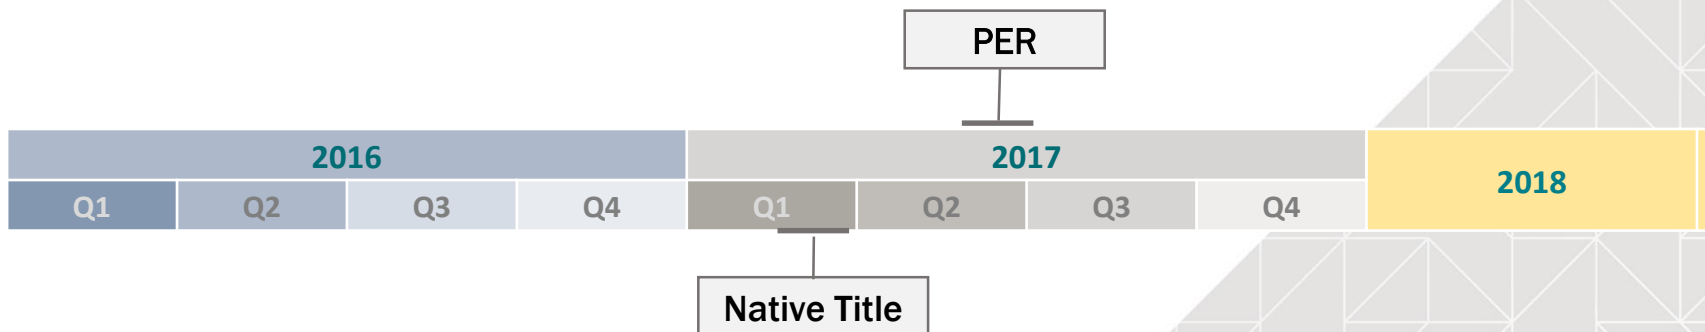 PER
2016
2017
2018
Q1 Q2 Q3 Q4 Q1 Q2 Q3 Q4
Native Title